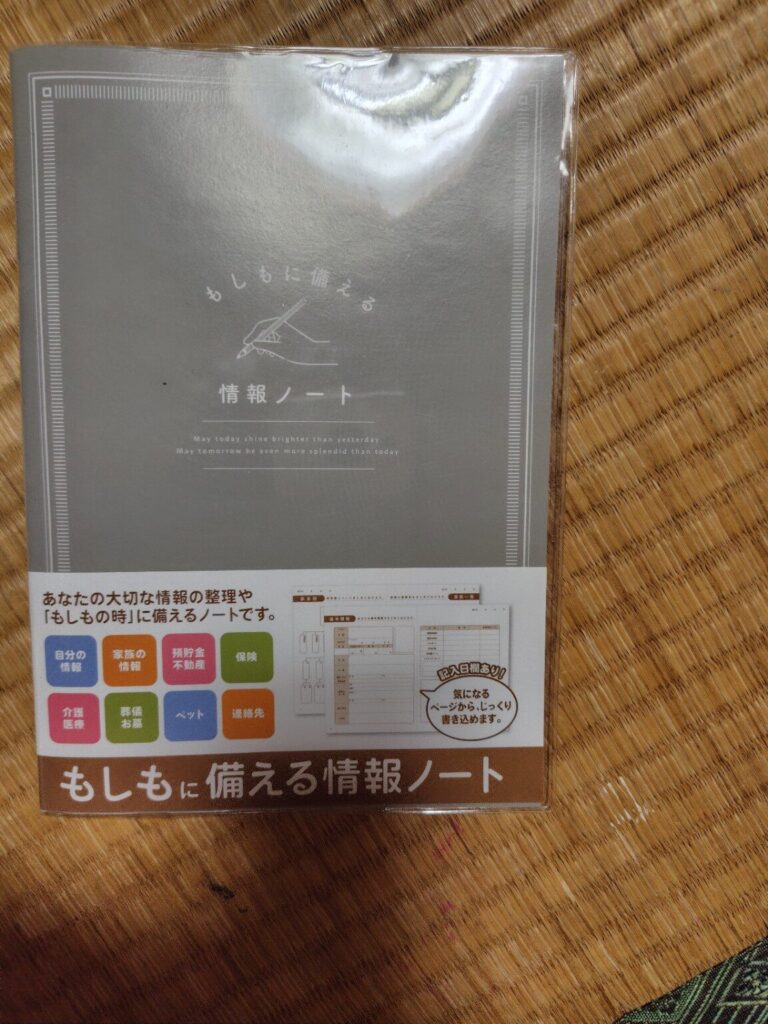 もしもに備える
情報ノート
May today shine brighter than yesterday
May tomorrow be even more splendid than today
あなたの大切な情報の整理や
「もしもの時」に備えるノートです。
自分の
情報
家族の
情報
預貯金
不動産
保険
介護
医療
葬儀
お墓
ペット
連絡先
基本情報
記入日欄あり!
気になる
ページから、じっくり
書き込めます。
もしもに備える情報ノート